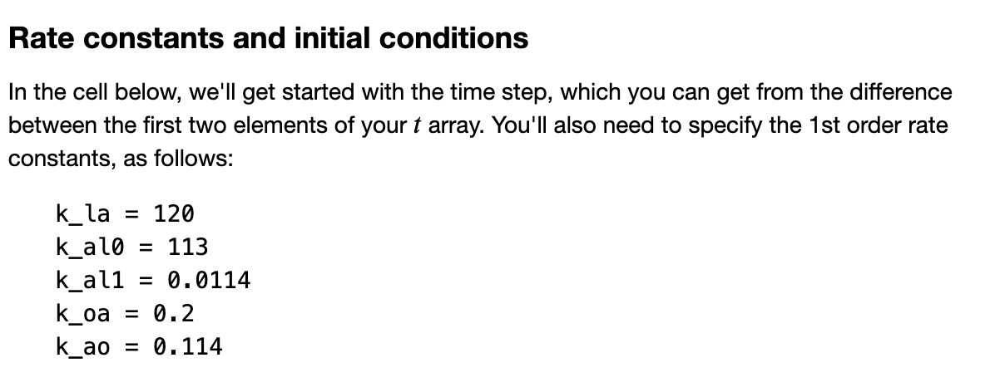 Rate constants and initial conditions
In the cell below, we'll get started with the time step, which you can get from the difference
between the first two elements of your t array. You'll also need to specify the 1st order rate
constants, as follows:
k_la = 120
k_al0 = 113
k_al1 = 0.0114
k_oa = 0.2
k_ao = 0.114